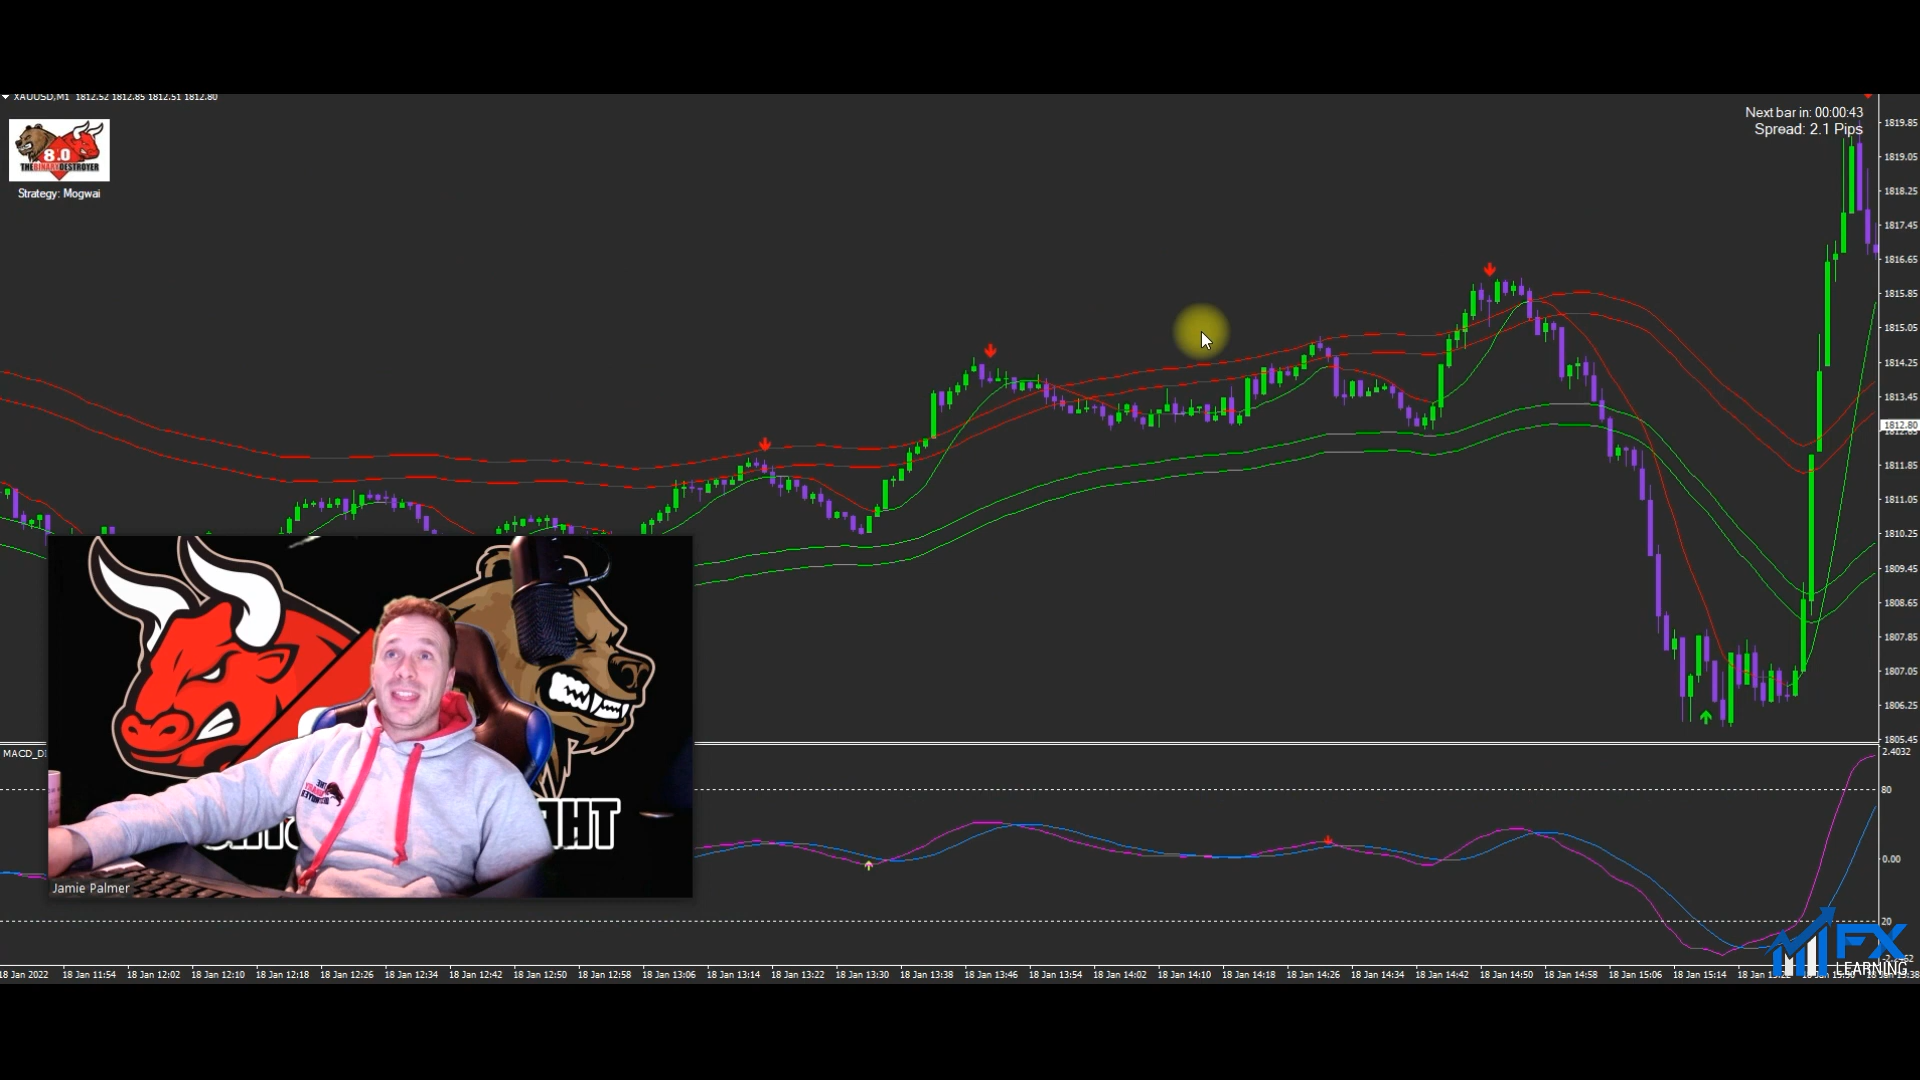 XAUUSD,M1 1812.52 1812.85 1812.51 1812.80
Next bar in: 00:00:43
Spread: 2.1 Pips
8.0
THE BINARY DESTROYER
Strategy: Mogwai
1819.85
1819.05
1818.25
1817.45
1816.65
1815.85
1815.05
1814.25
1813.45
1812.80
1811.85
1811.05
1810.25
1809.45
1808.65
1807.85
1807.05
1806.25
1805.45
MACD_D
2.4032
80
0.00
20
Jamie Palmer
FX
LEARNING
18 Jan 2022 18 Jan 11:54 18 Jan 12:02 18 Jan 12:10 18 Jan 12:18 18 Jan 12:26 18 Jan 12:34 18 Jan 12:42 18 Jan 12:50 18 Jan 12:58 18 Jan 13:06 18 Jan 13:14 18 Jan 13:22 18 Jan 13:30 18 Jan 13:38 18 Jan 13:46 18 Jan 13:54 18 Jan 14:02 18 Jan 14:10 18 Jan 14:18 18 Jan 14:26 18 Jan 14:34 18 Jan 14:42 18 Jan 14:50 18 Jan 14:58 18 Jan 15:06 18 Jan 15:14 18 Jan